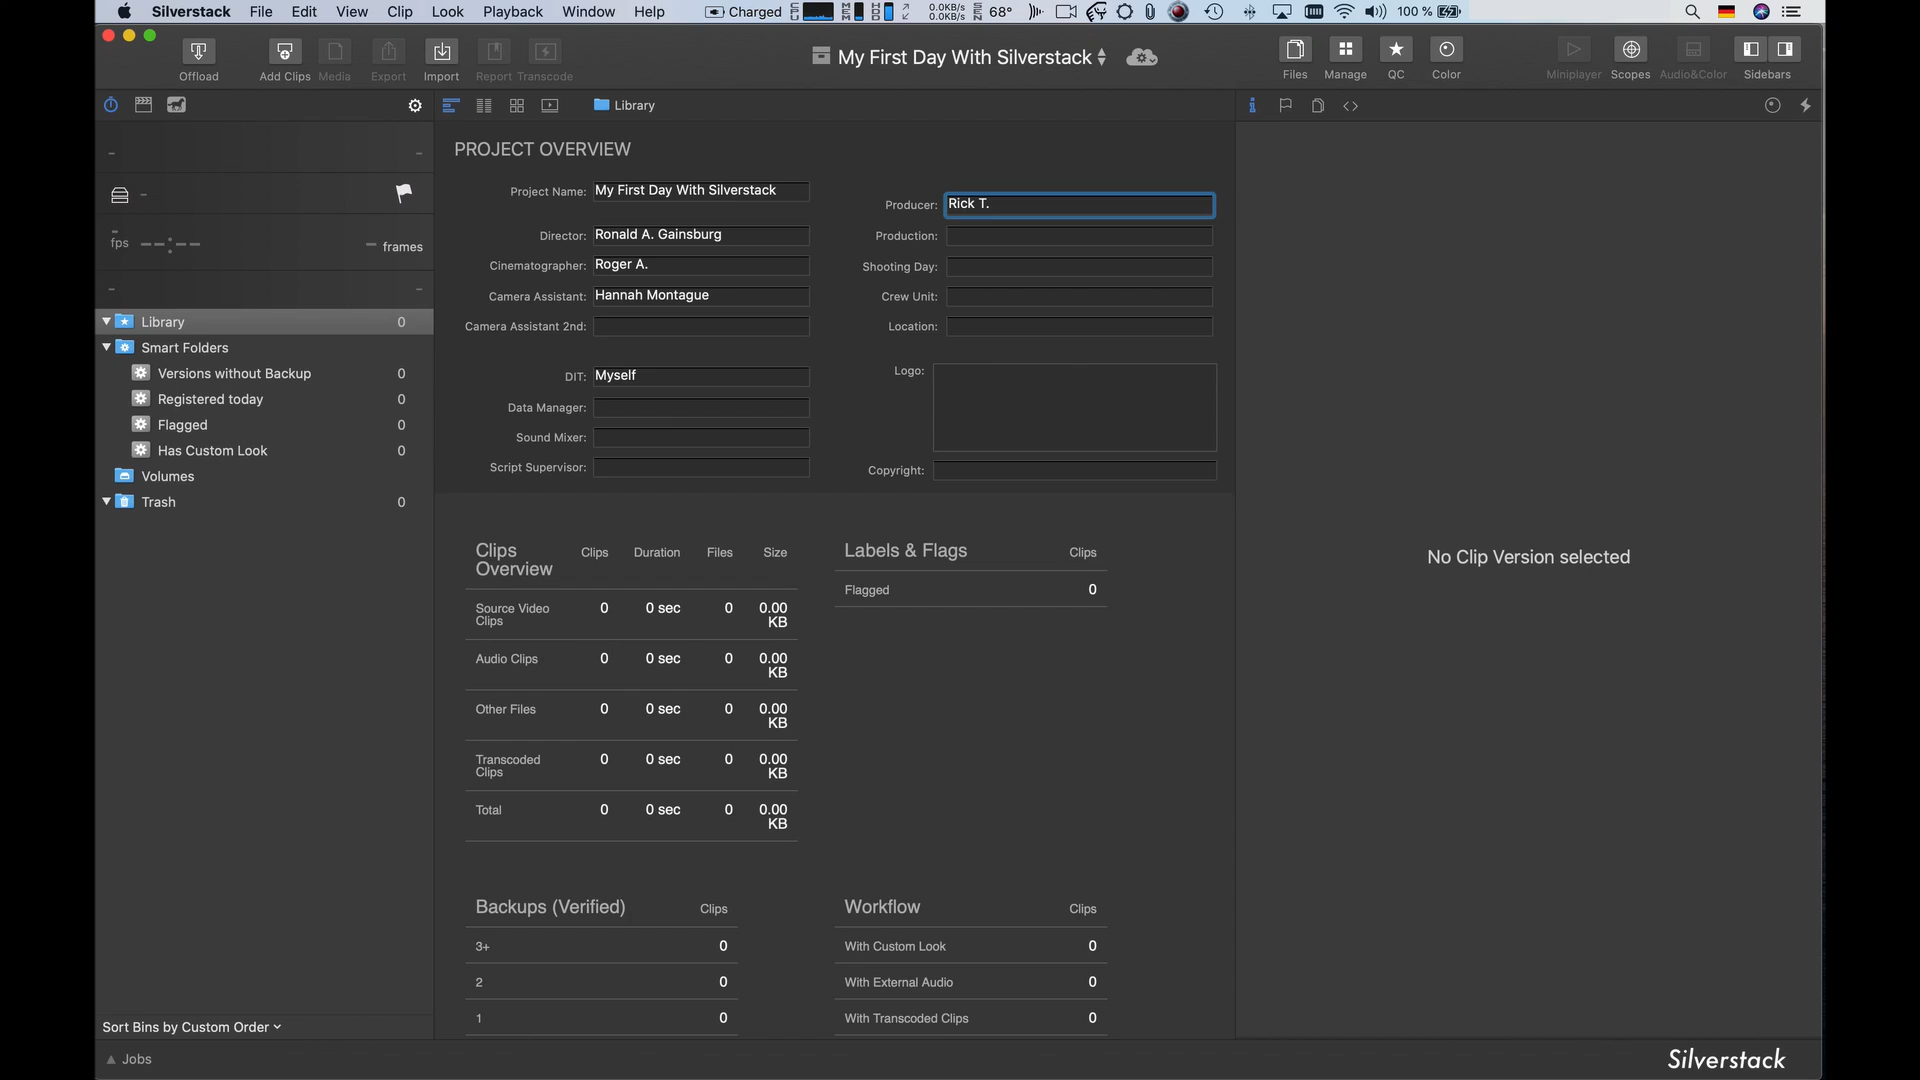 Silverstack File Edit View Clip Look Playback Window Help Charged CPU MEM HDD 0.0KB/s 0.0KB/s SEN 68° 100 %
Offload Add Clips Media Export Import Report Transcode
My First Day With Silverstack
Files Manage QC Color Miniplayer Scopes Audio&Color Sidebars
Library
- -
-
- fps --:-- - frames
- -
Library 0
Smart Folders
Versions without Backup 0
Registered today 0
Flagged 0
Has Custom Look 0
Volumes
Trash 0
Sort Bins by Custom Order
Jobs
PROJECT OVERVIEW
Project Name: My First Day With Silverstack
Director: Ronald A. Gainsburg
Cinematographer: Roger A.
Camera Assistant: Hannah Montague
Camera Assistant 2nd:
DIT: Myself
Data Manager:
Sound Mixer:
Script Supervisor:
Producer: Rick T.
Production:
Shooting Day:
Crew Unit:
Location:
Logo:
Copyright:
Clips Overview Clips Duration Files Size
Source Video Clips 0 0 sec 0 0.00 KB
Audio Clips 0 0 sec 0 0.00 KB
Other Files 0 0 sec 0 0.00 KB
Transcoded Clips 0 0 sec 0 0.00 KB
Total 0 0 sec 0 0.00 KB
Labels & Flags Clips
Flagged 0
Backups (Verified) Clips
3+ 0
2 0
1 0
Workflow Clips
With Custom Look 0
With External Audio 0
With Transcoded Clips 0
No Clip Version selected
Silverstack